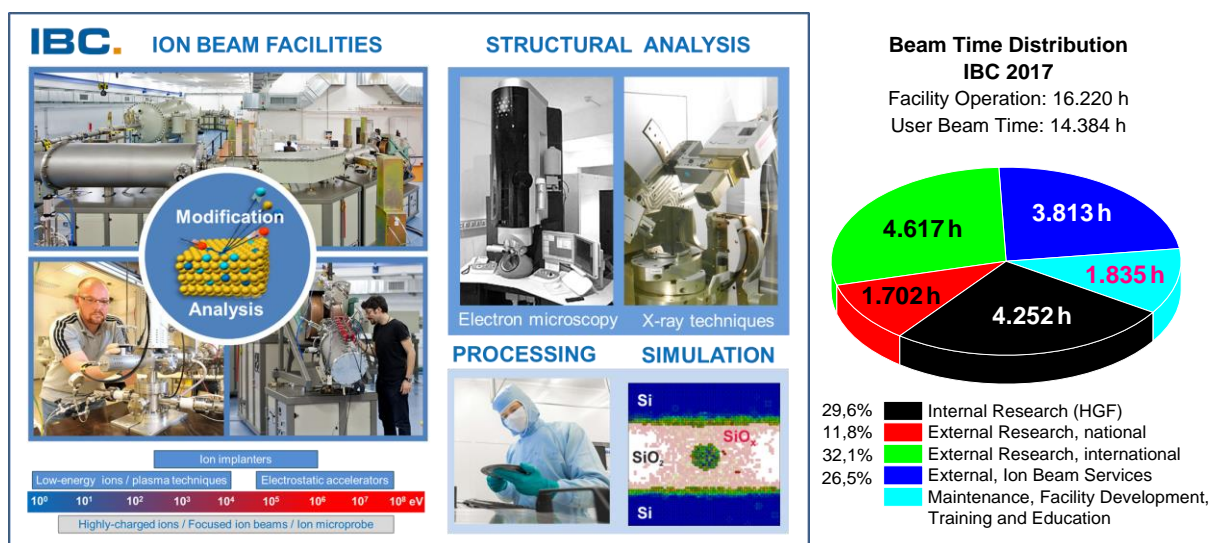 IBC.
ION BEAM FACILITIES
Modification
Analysis
Ion implanters
Low-energy ions / plasma techniques
Electrostatic accelerators
10⁰ 10¹ 10² 10³ 10⁴ 10⁵ 10⁶ 10⁷ 10⁸ eV
Highly-charged ions / Focused ion beams / Ion microprobe
STRUCTURAL ANALYSIS
Electron microscopy
X-ray techniques
PROCESSING
SIMULATION
Si
SiOₓ
SiO₂
Si
Beam Time Distribution
IBC 2017
Facility Operation: 16.220 h
User Beam Time: 14.384 h
4.617 h
3.813 h
1.835 h
1.702 h
4.252 h
29,6% Internal Research (HGF)
11,8% External Research, national
32,1% External Research, international
26,5% External, Ion Beam Services
Maintenance, Facility Development,
Training and Education